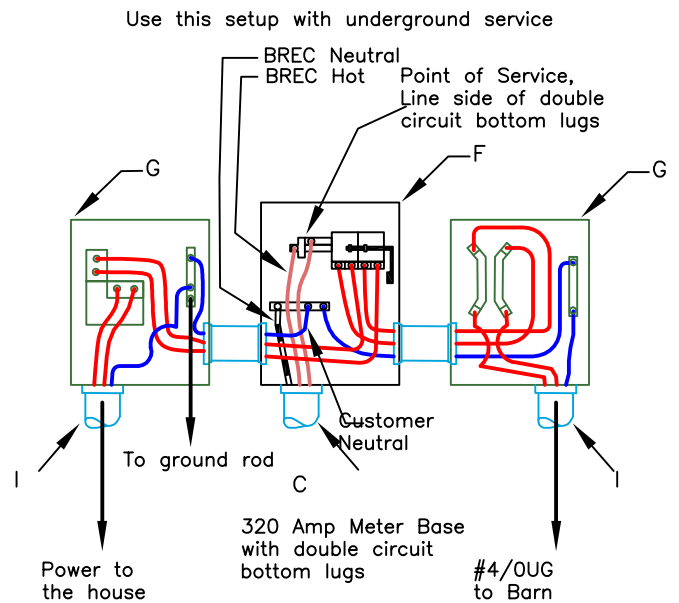 Use this setup with underground service
BREC Neutral
BREC Hot
Point of Service,
Line side of double
circuit bottom lugs
G
F
G
Customer
Neutral
To ground rod
I
C
I
320 Amp Meter Base
with double circuit
bottom lugs
Power to
the house
#4/0UG
to Barn